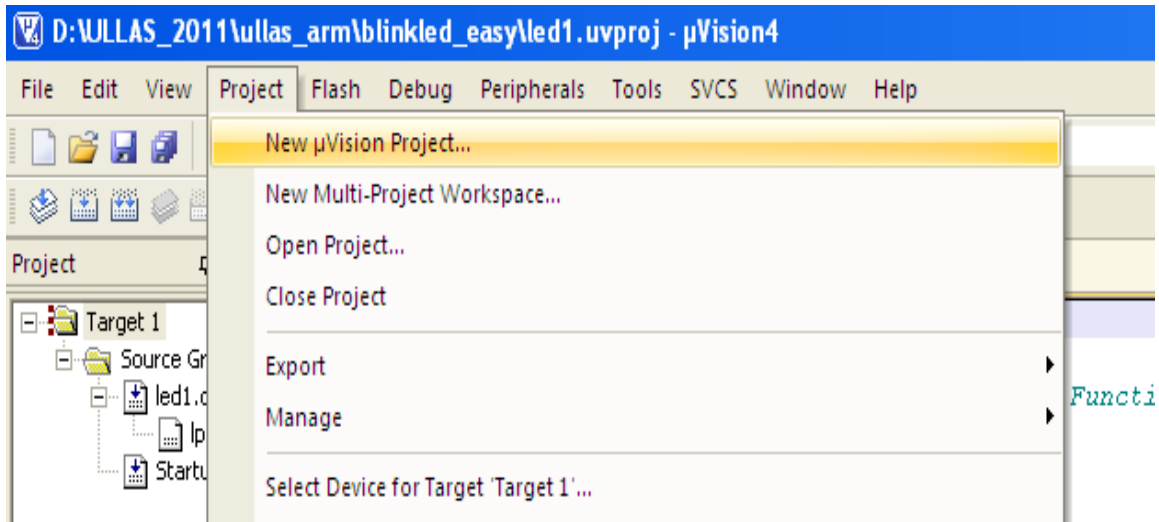 D:\ULLAS_2011\ullas_arm\blinkled_easy\led1.uvproj - µVision4
File Edit View Project Flash Debug Peripherals Tools SVCS Window Help
New µVision Project...
New Multi-Project Workspace...
Open Project...
Close Project
Project
Target 1
Source Gr
led1.c
lp
Startu
Export
Manage
Select Device for Target 'Target 1'...
Functi